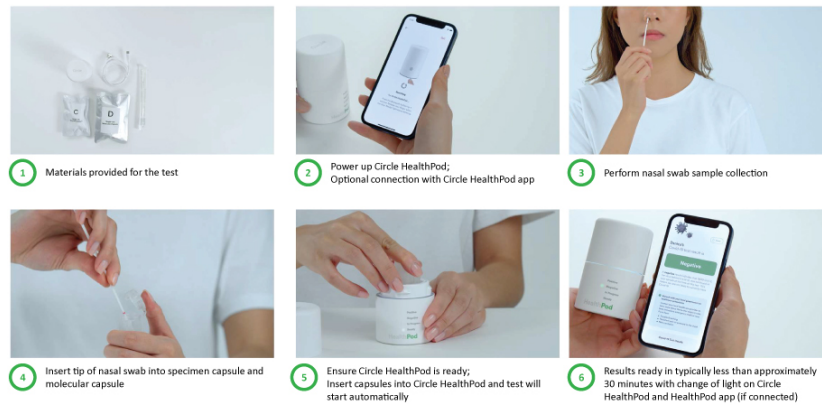 C
D
1
Materials provided for the test
2
Power up Circle HealthPod;
Optional connection with Circle HealthPod app
3
Perform nasal swab sample collection
4
Insert tip of nasal swab into specimen capsule and
molecular capsule
HealthPod
5
Ensure Circle HealthPod is ready;
Insert capsules into Circle HealthPod and test will
start automatically
Negative
6
Results ready in typically less than approximately
30 minutes with change of light on Circle
HealthPod and HealthPod app (if connected)